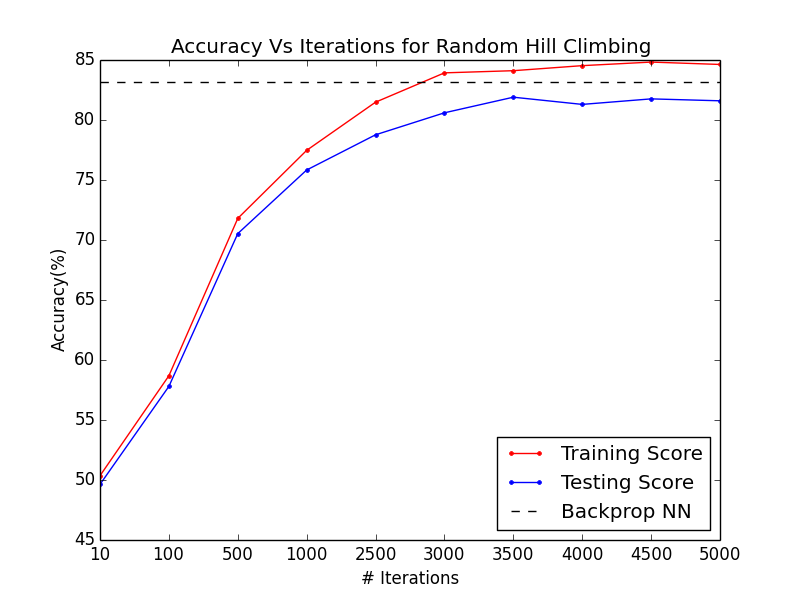 Accuracy Vs Iterations for Random Hill Climbing
85
80
75
70
65
60
55
50
45
Accuracy(%)
Training Score
Testing Score
Backprop NN
10 100 500 1000 2500 3000 3500 4000 4500 5000
# Iterations